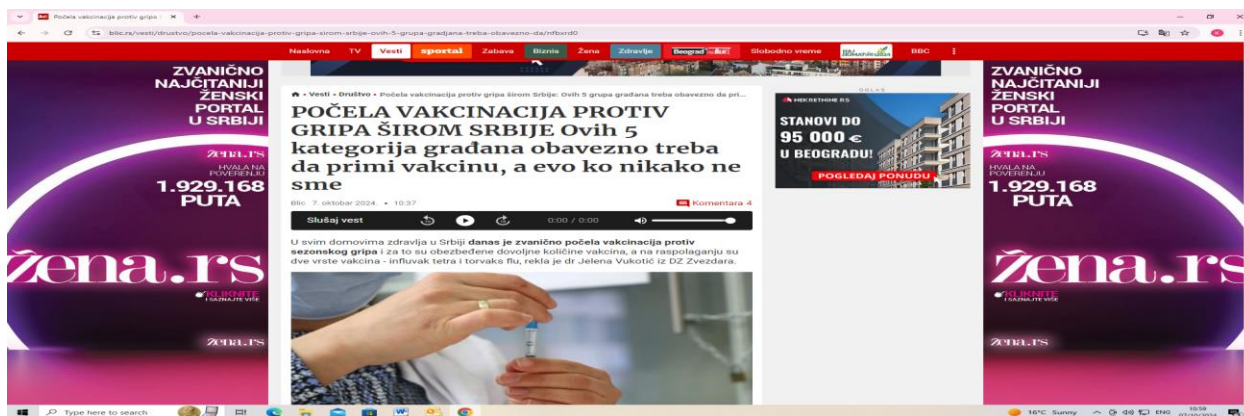 Počela vakcinacija protiv gripa
blic.rs/vesti/drustvo/pocela-vakcinacija-protiv-gripa-sirom-srbije-ovih-5-grupa-gradjana-treba-obavezno-da/nfbxrd0
Naslovna TV Vesti sportal Zabava Biznis Žena Zdravlje Beograd Slobodno vreme BBC
ZVANIČNO
NAJČITANIJI
ŽENSKI
PORTAL
U SRBIJI
žena.rs
HVALA NA
POVERENJU
1.929.168
PUTA
žena.rs
KLIKNITE
I SAZNAJTE VIŠE
žena.rs
Vesti • Društvo • Počela vakcinacija protiv gripa širom Srbije: Ovih 5 grupa građana treba obavezno da pri...
POČELA VAKCINACIJA PROTIV
GRIPA ŠIROM SRBIJE Ovih 5
kategorija građana obavezno treba
da primi vakcinu, a evo ko nikako ne
sme
Blic 7. oktobar 2024. • 10:37
Komentara 4
Slušaj vest 0:00 / 0:00
U svim domovima zdravlja u Srbiji danas je zvanično počela vakcinacija protiv
sezonskog gripa i za to su obezbeđene dovoljne količine vakcina, a na raspolaganju su
dve vrste vakcina - influvak tetra i torvaks flu, rekla je dr Jelena Vukotić iz DZ Zvezdara.
OGLAS
NEKRETNINE RS
STANOVI DO
95 000 €
U BEOGRADU!
POGLEDAJ PONUDU
ZVANIČNO
NAJČITANIJI
ŽENSKI
PORTAL
U SRBIJI
žena.rs
HVALA NA
POVERENJU
1.929.168
PUTA
žena.rs
KLIKNITE
I SAZNAJTE VIŠE
žena.rs
Type here to search
16°C Sunny ENG 10:59
07/10/2024